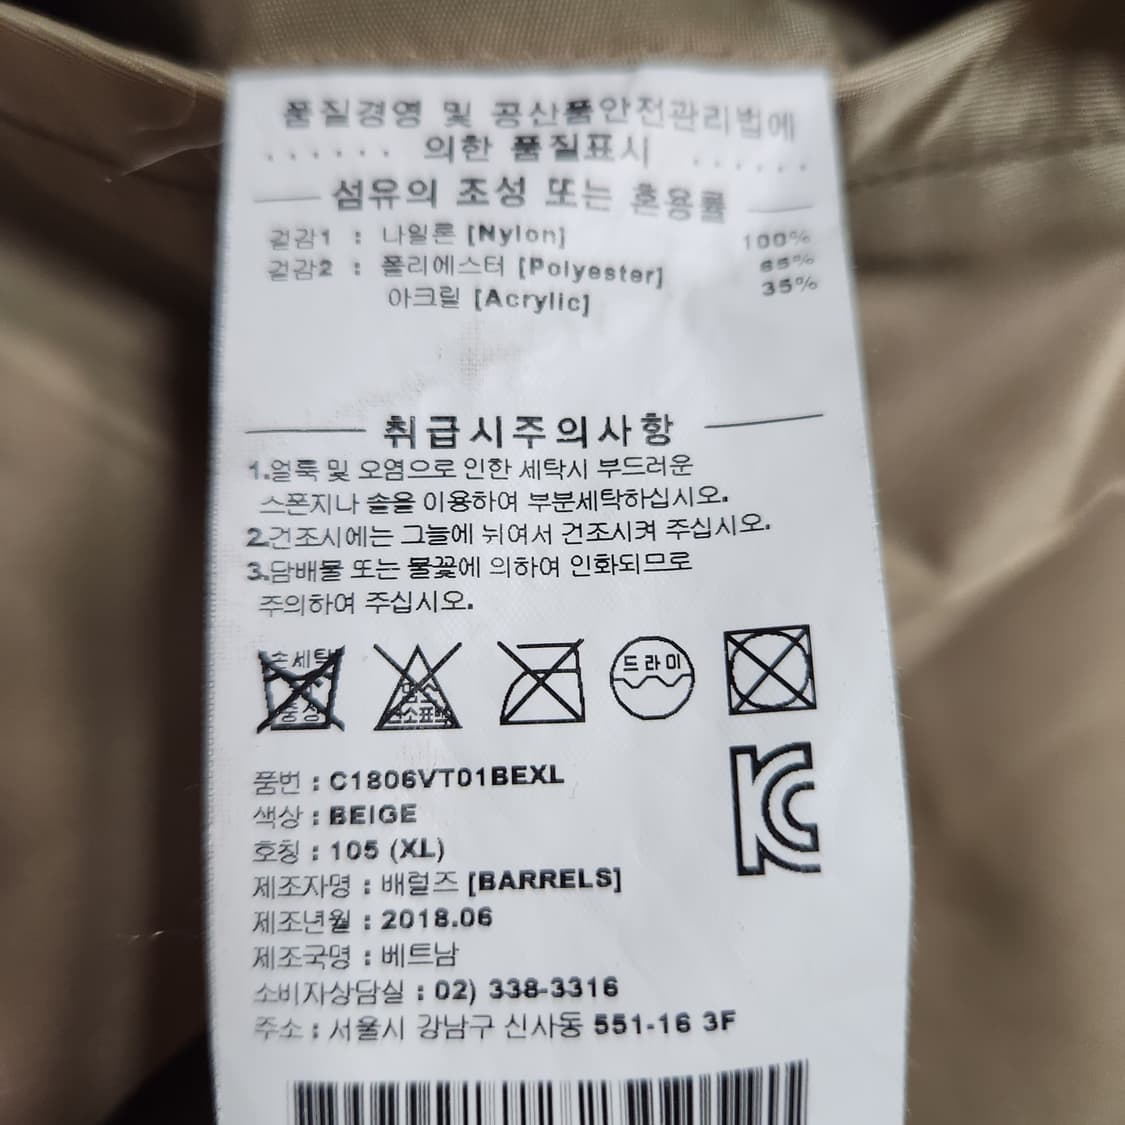 품질경영 및 공산품안전관리법에
...... 의한 품질표시 ......
섬유의 조성 또는 혼용률
겉감1 : 나일론 [Nylon] 100%
겉감2 : 폴리에스터 [Polyester] 65%
아크릴 [Acrylic] 35%
취급시주의사항
1.얼룩 및 오염으로 인한 세탁시 부드러운
스폰지나 솔을 이용하여 부분세탁하십시오.
2.건조시에는 그늘에 뉘여서 건조시켜 주십시오.
3.담배물 또는 불꽃에 의하여 인화되므로
주의하여 주십시오.
손세탁 드라이
중성 염소
산소표백
품번 : C1806VT01BEXL
색상 : BEIGE
호칭 : 105 (XL)
제조자명 : 배럴즈 [BARRELS]
제조년월 : 2018.06
제조국명 : 베트남
소비자상담실 : 02) 338-3316
주소 : 서울시 강남구 신사동 551-16 3F